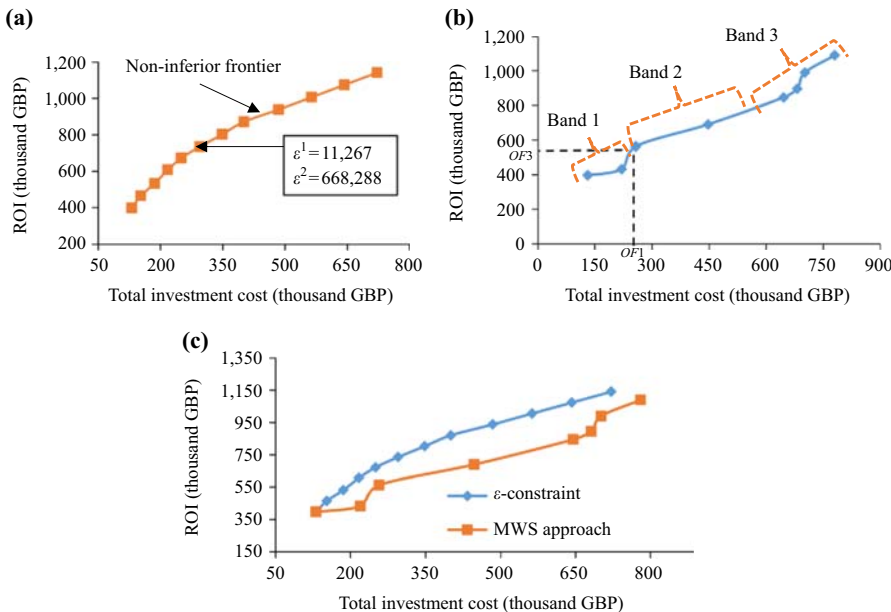 (a)
1,200
1,000
800
600
400
200
50
200
350
500
650
800
ROI (thousand GBP)
Total investment cost (thousand GBP)
Non-inferior frontier
ε¹=11,267
ε²=668,288
(b)
1,200
1,000
800
600
OF3
400
200
0
0
150
OF1
300
450
600
750
900
ROI (thousand GBP)
Total investment cost (thousand GBP)
Band 1
Band 2
Band 3
(c)
1,350
1,150
950
750
550
350
150
50
200
350
500
650
800
ROI (thousand GBP)
Total investment cost (thousand GBP)
ε-constraint
MWS approach